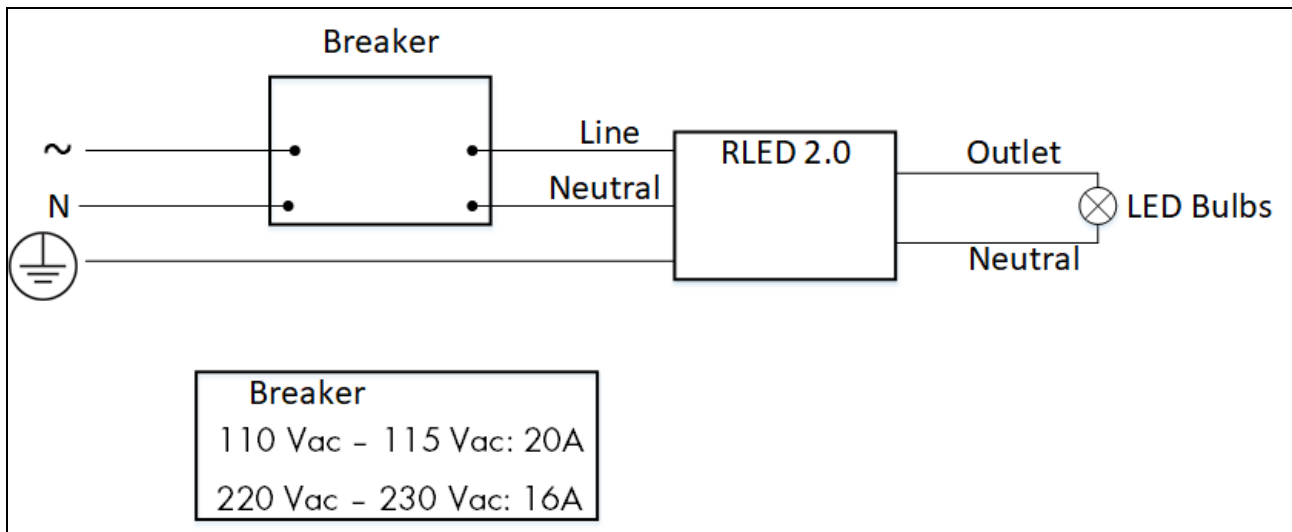 Breaker
~
Line
RLED 2.0
Outlet
N
Neutral
LED Bulbs
Neutral
Breaker
110 Vac – 115 Vac: 20A
220 Vac – 230 Vac: 16A